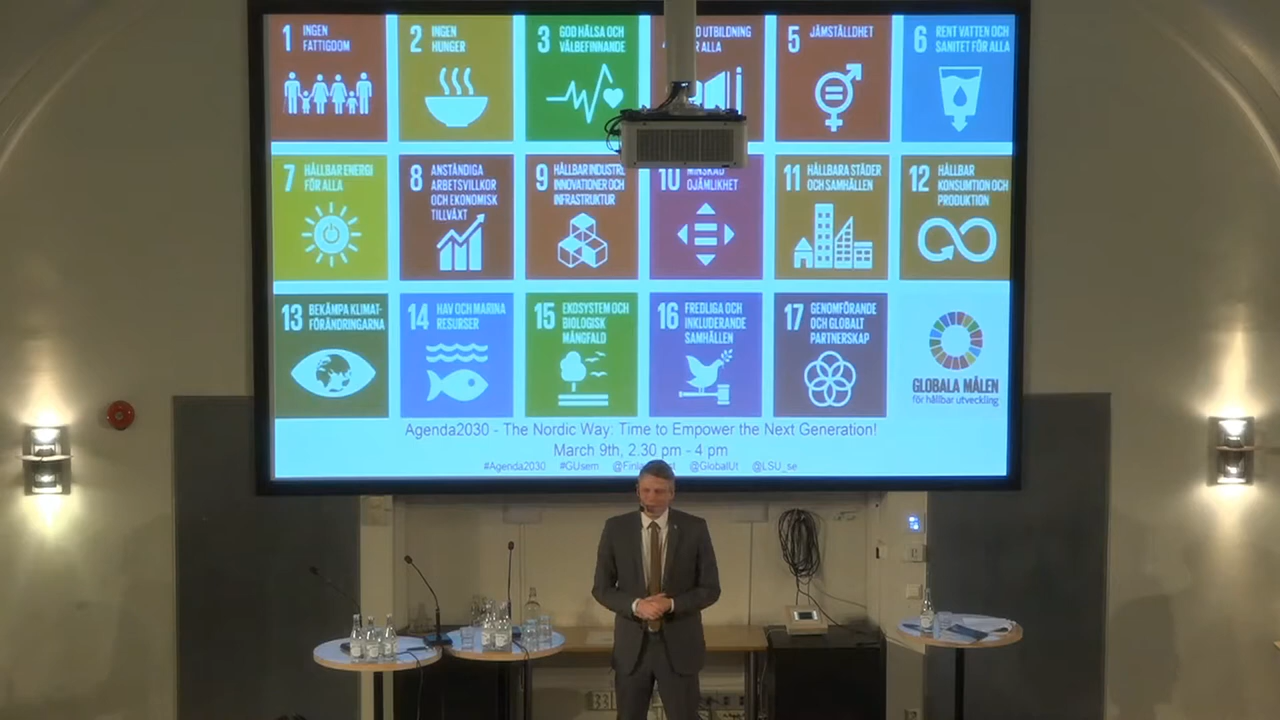 1 INGEN
FATTIGDOM
2 INGEN
HUNGER
3 GOD HÄLSA OCH
VÄLBEFINNANDE
UTBILDNING
5 JÄMSTÄLLDHET
6 RENT VATTEN OCH
SANITET FÖR ALLA
7 HÅLLBAR ENERGI
FÖR ALLA
8 ANSTÄNDIGA
ARBETSVILLKOR
OCH EKONOMISK
TILLVÄXT
9 HÅLLBAR INDUSTRI,
INNOVATIONER OCH
INFRASTRUKTUR
10 MINSKAD
OJÄMLIKHET
11 HÅLLBARA STÄDER
OCH SAMHÄLLEN
12 HÅLLBAR
KONSUMTION OCH
PRODUKTION
13 BEKÄMPA KLIMAT-
FÖRÄNDRINGARNA
14 HAV OCH MARINA
RESURSER
15 EKOSYSTEM OCH
BIOLOGISK
MÅNGFALD
16 FREDLIGA OCH
INKLUDERANDE
SAMHÄLLEN
17 GENOMFÖRANDE
OCH GLOBALT
PARTNERSKAP
GLOBALA MÅLEN
för hållbar utveckling
Agenda2030 - The Nordic Way: Time to Empower the Next Generation!
March 9th, 2.30 pm - 4 pm
#Agenda2030 #GUsem @GlobalUt @LSU_se